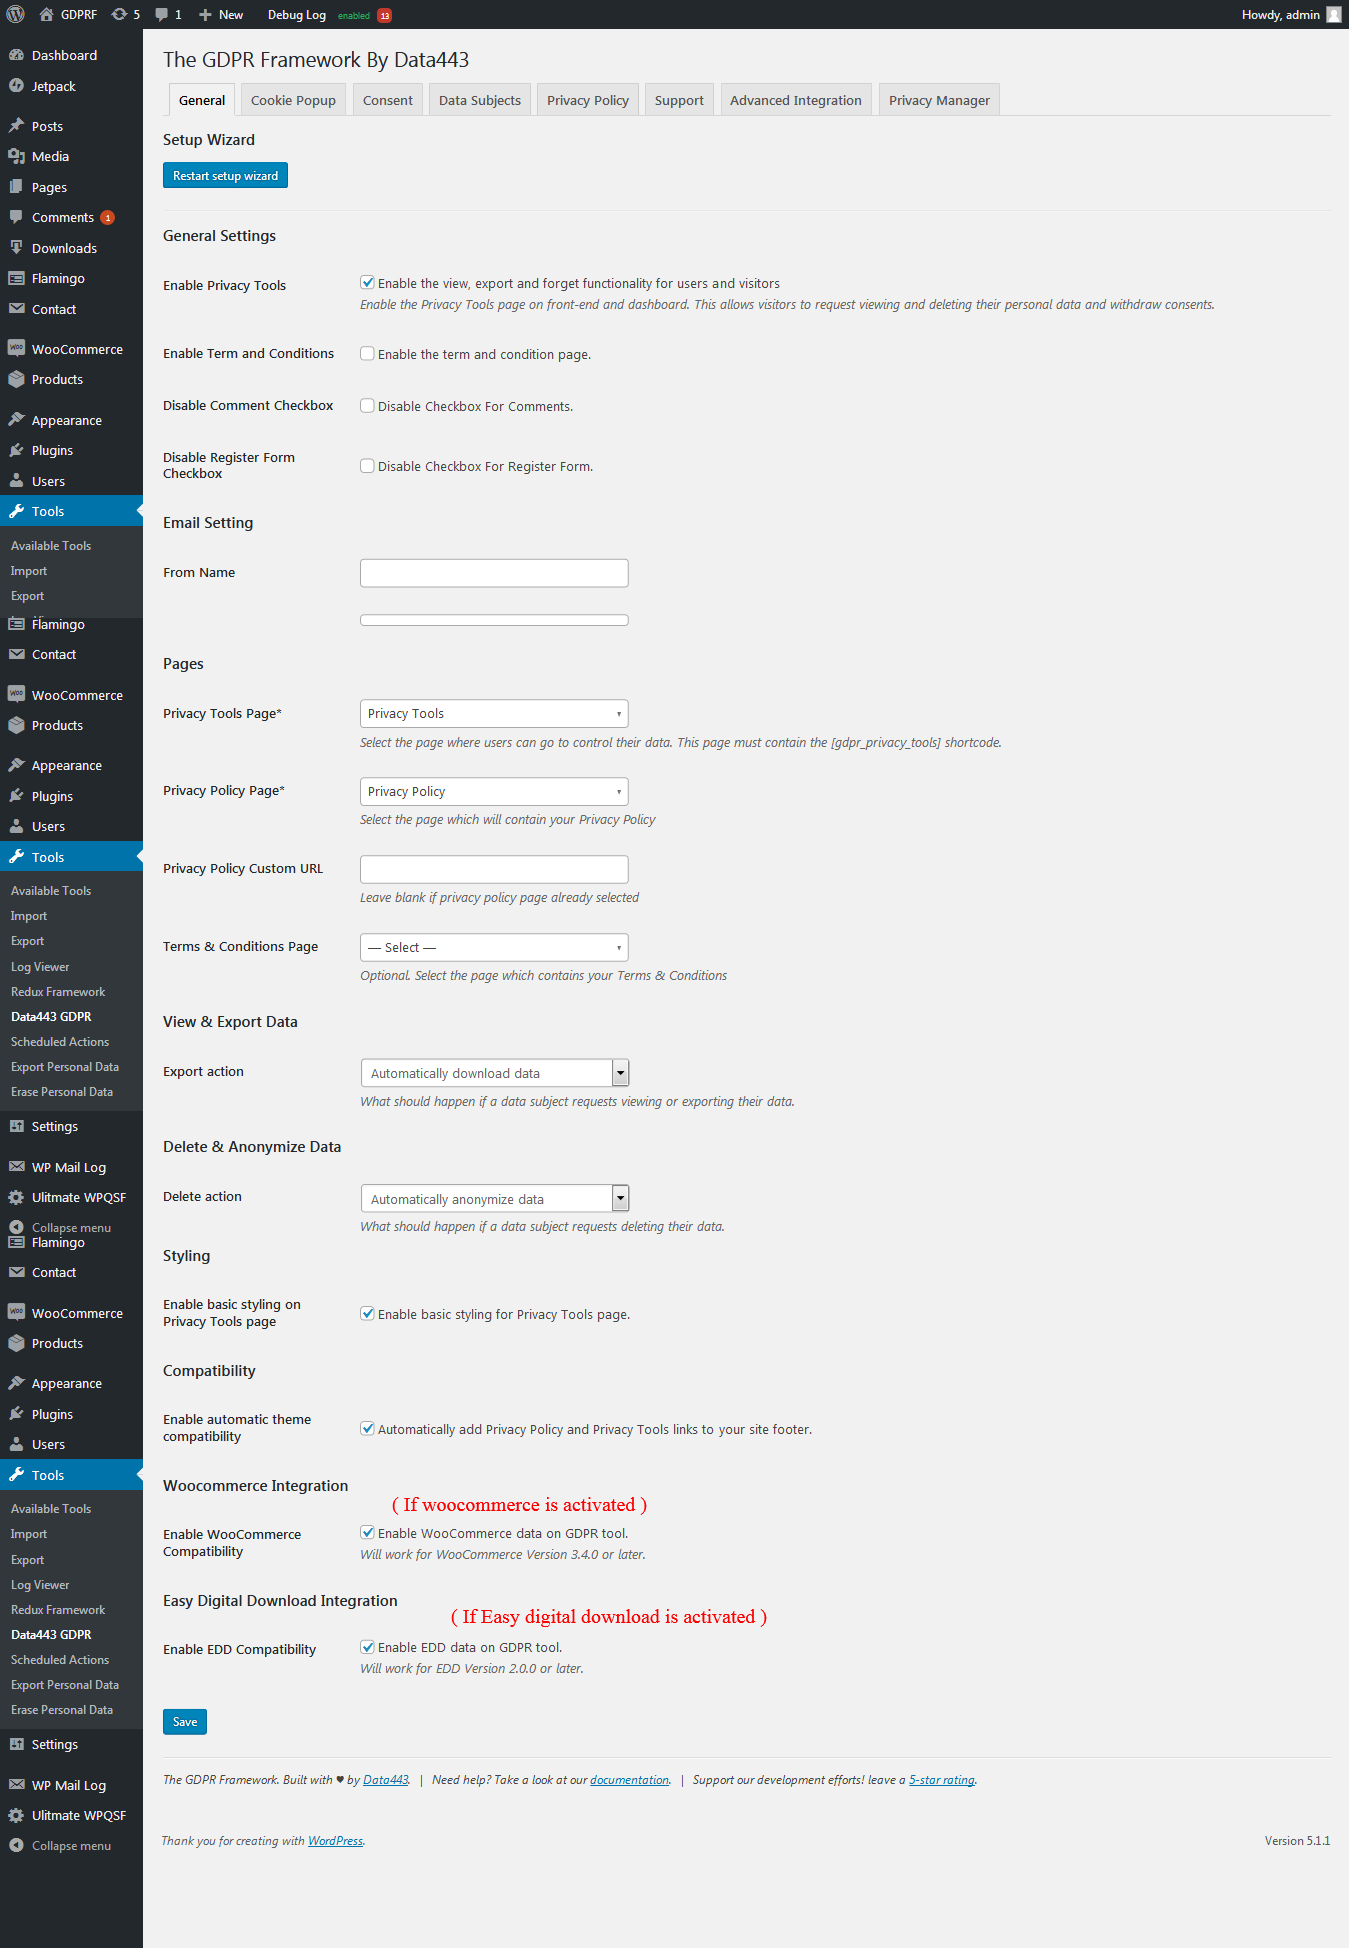 GDPRF 5 1 New Debug Log enabled 13 Howdy, admin
Dashboard
Jetpack
Posts
Media
Pages
Comments 1
Downloads
Flamingo
Contact
WooCommerce
Products
Appearance
Plugins
Users
Tools
Available Tools
Import
Export
Flamingo
Contact
WooCommerce
Products
Appearance
Plugins
Users
Tools
Available Tools
Import
Export
Log Viewer
Redux Framework
Data443 GDPR
Scheduled Actions
Export Personal Data
Erase Personal Data
Settings
WP Mail Log
Ulitmate WPQSF
Collapse menu
Flamingo
Contact
WooCommerce
Products
Appearance
Plugins
Users
Tools
Available Tools
Import
Export
Log Viewer
Redux Framework
Data443 GDPR
Scheduled Actions
Export Personal Data
Erase Personal Data
Settings
WP Mail Log
Ulitmate WPQSF
Collapse menu
The GDPR Framework By Data443
General Cookie Popup Consent Data Subjects Privacy Policy Support Advanced Integration Privacy Manager
Setup Wizard
Restart setup wizard
General Settings
Enable Privacy Tools
Enable the view, export and forget functionality for users and visitors
Enable the Privacy Tools page on front-end and dashboard. This allows visitors to request viewing and deleting their personal data and withdraw consents.
Enable Term and Conditions
Enable the term and condition page.
Disable Comment Checkbox
Disable Checkbox For Comments.
Disable Register Form
Checkbox
Disable Checkbox For Register Form.
Email Setting
From Name
Pages
Privacy Tools Page*
Privacy Tools
Select the page where users can go to control their data. This page must contain the [gdpr_privacy_tools] shortcode.
Privacy Policy Page*
Privacy Policy
Select the page which will contain your Privacy Policy
Privacy Policy Custom URL
Leave blank if privacy policy page already selected
Terms & Conditions Page
— Select —
Optional. Select the page which contains your Terms & Conditions
View & Export Data
Export action
Automatically download data
What should happen if a data subject requests viewing or exporting their data.
Delete & Anonymize Data
Delete action
Automatically anonymize data
What should happen if a data subject requests deleting their data.
Styling
Enable basic styling on
Privacy Tools page
Enable basic styling for Privacy Tools page.
Compatibility
Enable automatic theme
compatibility
Automatically add Privacy Policy and Privacy Tools links to your site footer.
Woocommerce Integration
( If woocommerce is activated )
Enable WooCommerce
Compatibility
Enable WooCommerce data on GDPR tool.
Will work for WooCommerce Version 3.4.0 or later.
Easy Digital Download Integration
( If Easy digital download is activated )
Enable EDD Compatibility
Enable EDD data on GDPR tool.
Will work for EDD Version 2.0.0 or later.
Save
The GDPR Framework. Built with ♥ by Data443. | Need help? Take a look at our documentation. | Support our development efforts! leave a 5-star rating.
Thank you for creating with WordPress. Version 5.1.1